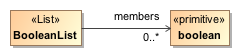 «List»
BooleanList
members
0..*
«primitive»
boolean